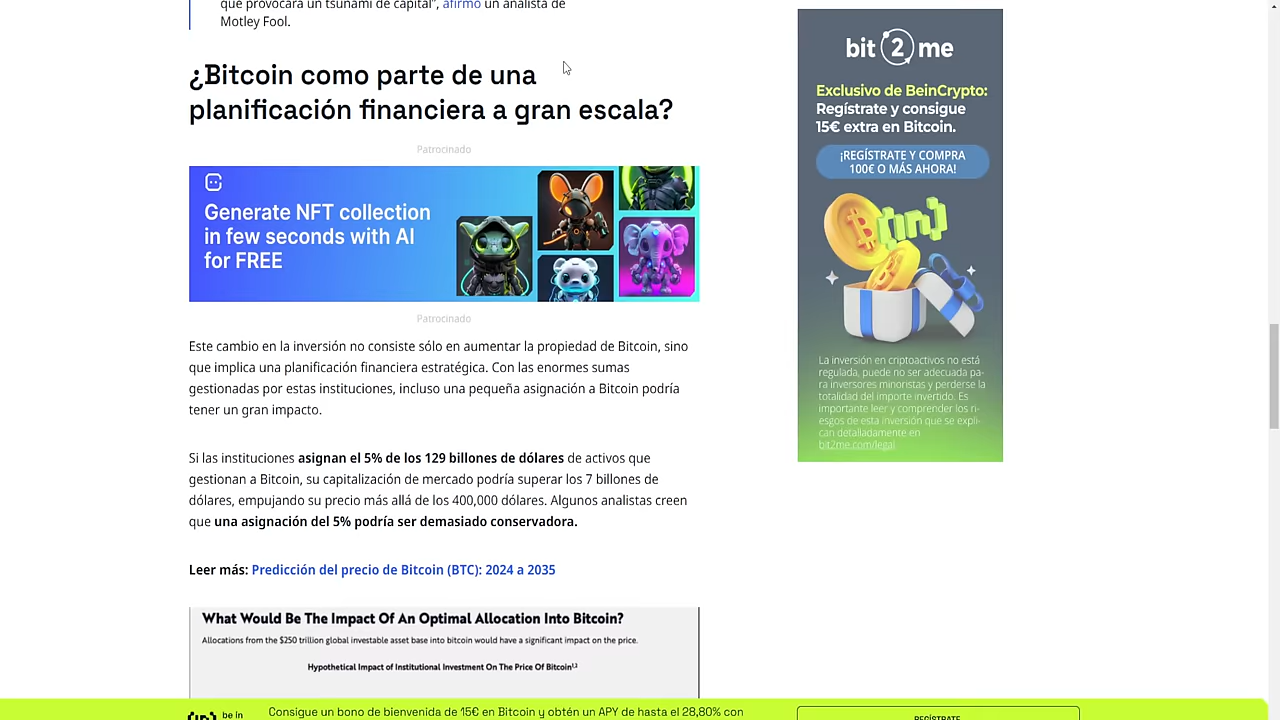 que provocará un tsunami de capital", afirmó un analista de
Motley Fool.
¿Bitcoin como parte de una
planificación financiera a gran escala?
Patrocinado
Generate NFT collection
in few seconds with AI
for FREE
Patrocinado
Este cambio en la inversión no consiste sólo en aumentar la propiedad de Bitcoin, sino
que implica una planificación financiera estratégica. Con las enormes sumas
gestionadas por estas instituciones, incluso una pequeña asignación a Bitcoin podría
tener un gran impacto.
Si las instituciones asignan el 5% de los 129 billones de dólares de activos que
gestionan a Bitcoin, su capitalización de mercado podría superar los 7 billones de
dólares, empujando su precio más allá de los 400,000 dólares. Algunos analistas creen
que una asignación del 5% podría ser demasiado conservadora.
Leer más: Predicción del precio de Bitcoin (BTC): 2024 a 2035
What Would Be The Impact Of An Optimal Allocation Into Bitcoin?
Allocations from the $250 trillion global investable asset base into bitcoin would have a significant impact on the price.
Hypothetical Impact of Institutional Investment On The Price Of Bitcoin¹,²
bit2me
Exclusivo de BeinCrypto:
Regístrate y consigue
15€ extra en Bitcoin.
¡REGÍSTRATE Y COMPRA
100€ O MÁS AHORA!
La inversión en criptoactivos no está
regulada, puede no ser adecuada pa-
ra inversores minoristas y perderse la
totalidad del importe invertido. Es
importante leer y comprender los ri-
esgos de esta inversión que se expli-
can detalladamente en
bit2me.com/legal
be in
Consigue un bono de bienvenida de 15€ en Bitcoin y obtén un APY de hasta el 28,80% con
REGÍSTRATE